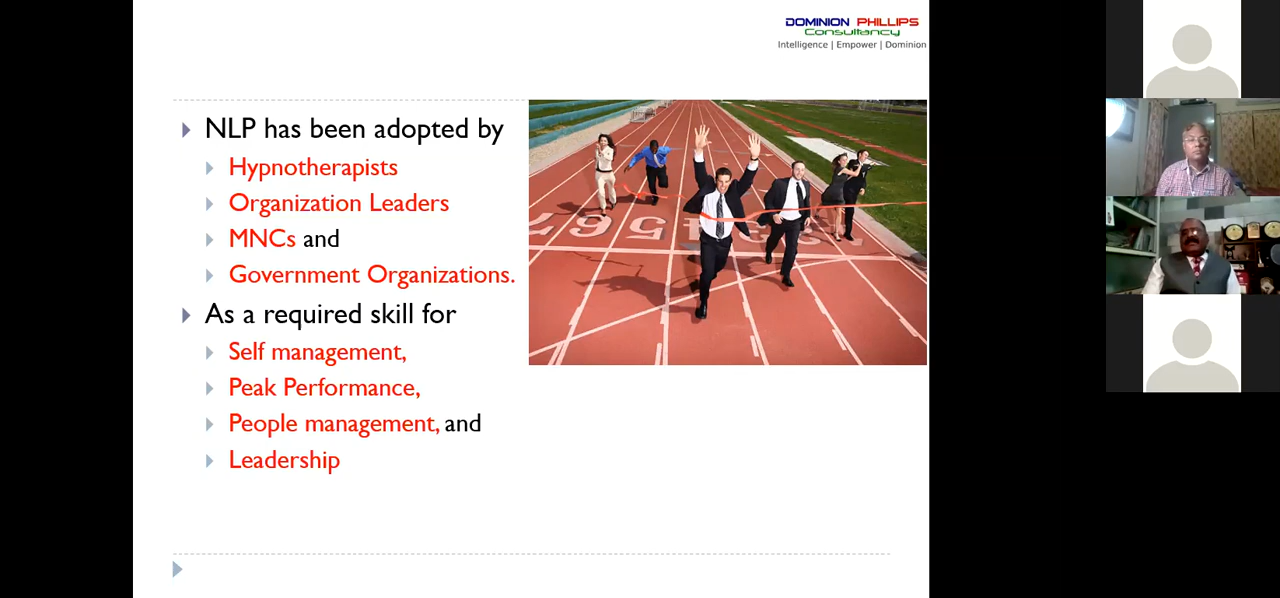 DOMINION PHILLIPS
Consultancy
Intelligence | Empower | Dominion
NLP has been adopted by
Hypnotherapists
Organization Leaders
MNCs and
Government Organizations.
As a required skill for
Self management,
Peak Performance,
People management, and
Leadership